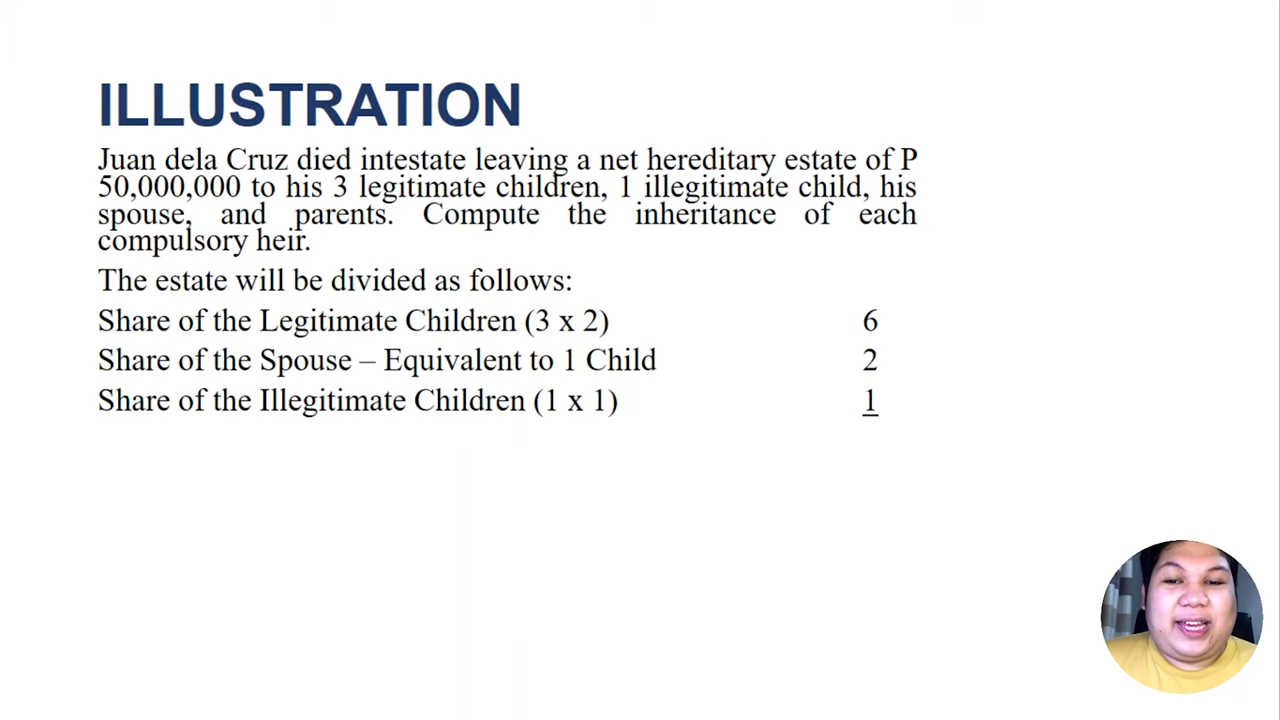 ILLUSTRATION
Juan dela Cruz died intestate leaving a net hereditary estate of P
50,000,000 to his 3 legitimate children, 1 illegitimate child, his
spouse, and parents. Compute the inheritance of each
compulsory heir.
The estate will be divided as follows:
Share of the Legitimate Children (3 x 2) 6
Share of the Spouse – Equivalent to 1 Child 2
Share of the Illegitimate Children (1 x 1) 1